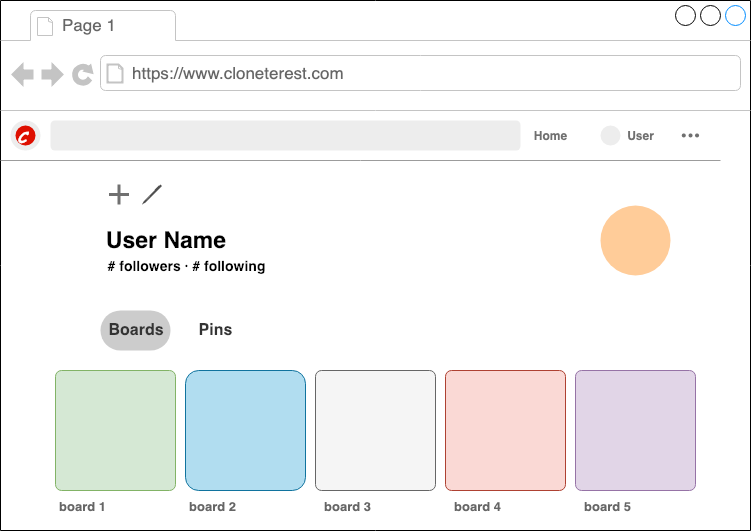 Page 1
https://www.cloneterest.com
Home User
User Name
# followers · # following
Boards Pins
board 1 board 2 board 3 board 4 board 5